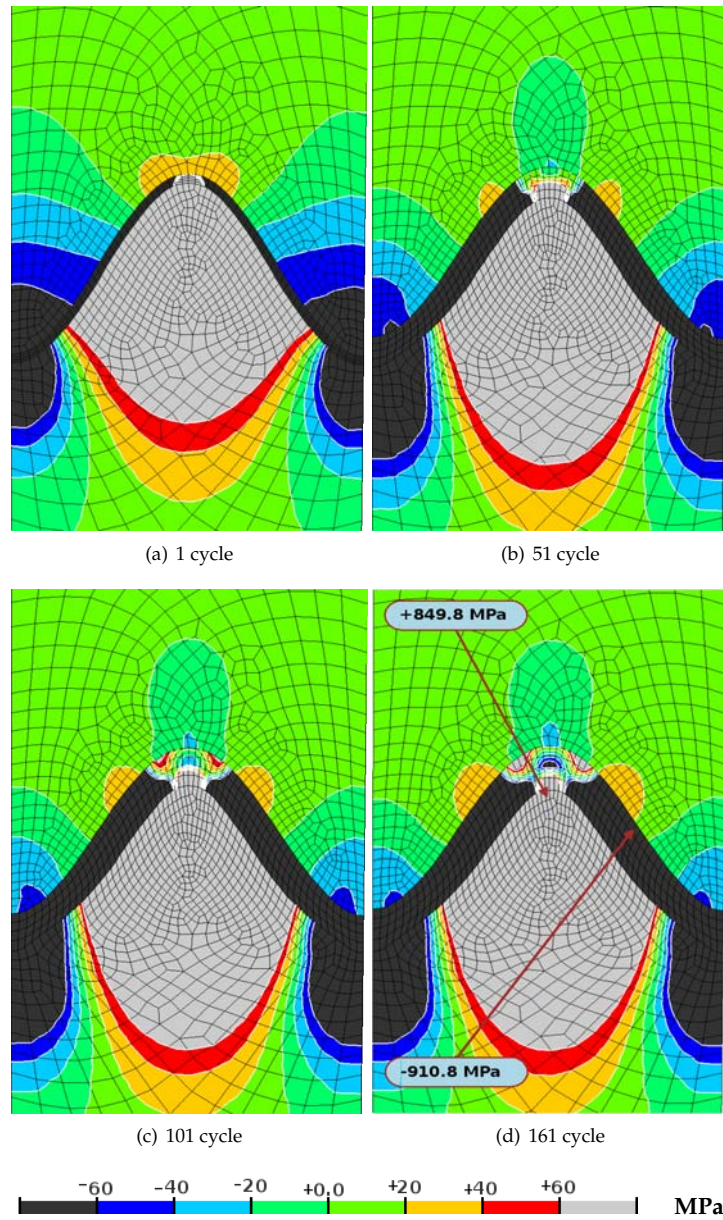 (a) 1 cycle
(b) 51 cycle
+849.8 MPa
-910.8 MPa
(c) 101 cycle
(d) 161 cycle
-60 -40 -20 +0.0 +20 +40 +60 MPa